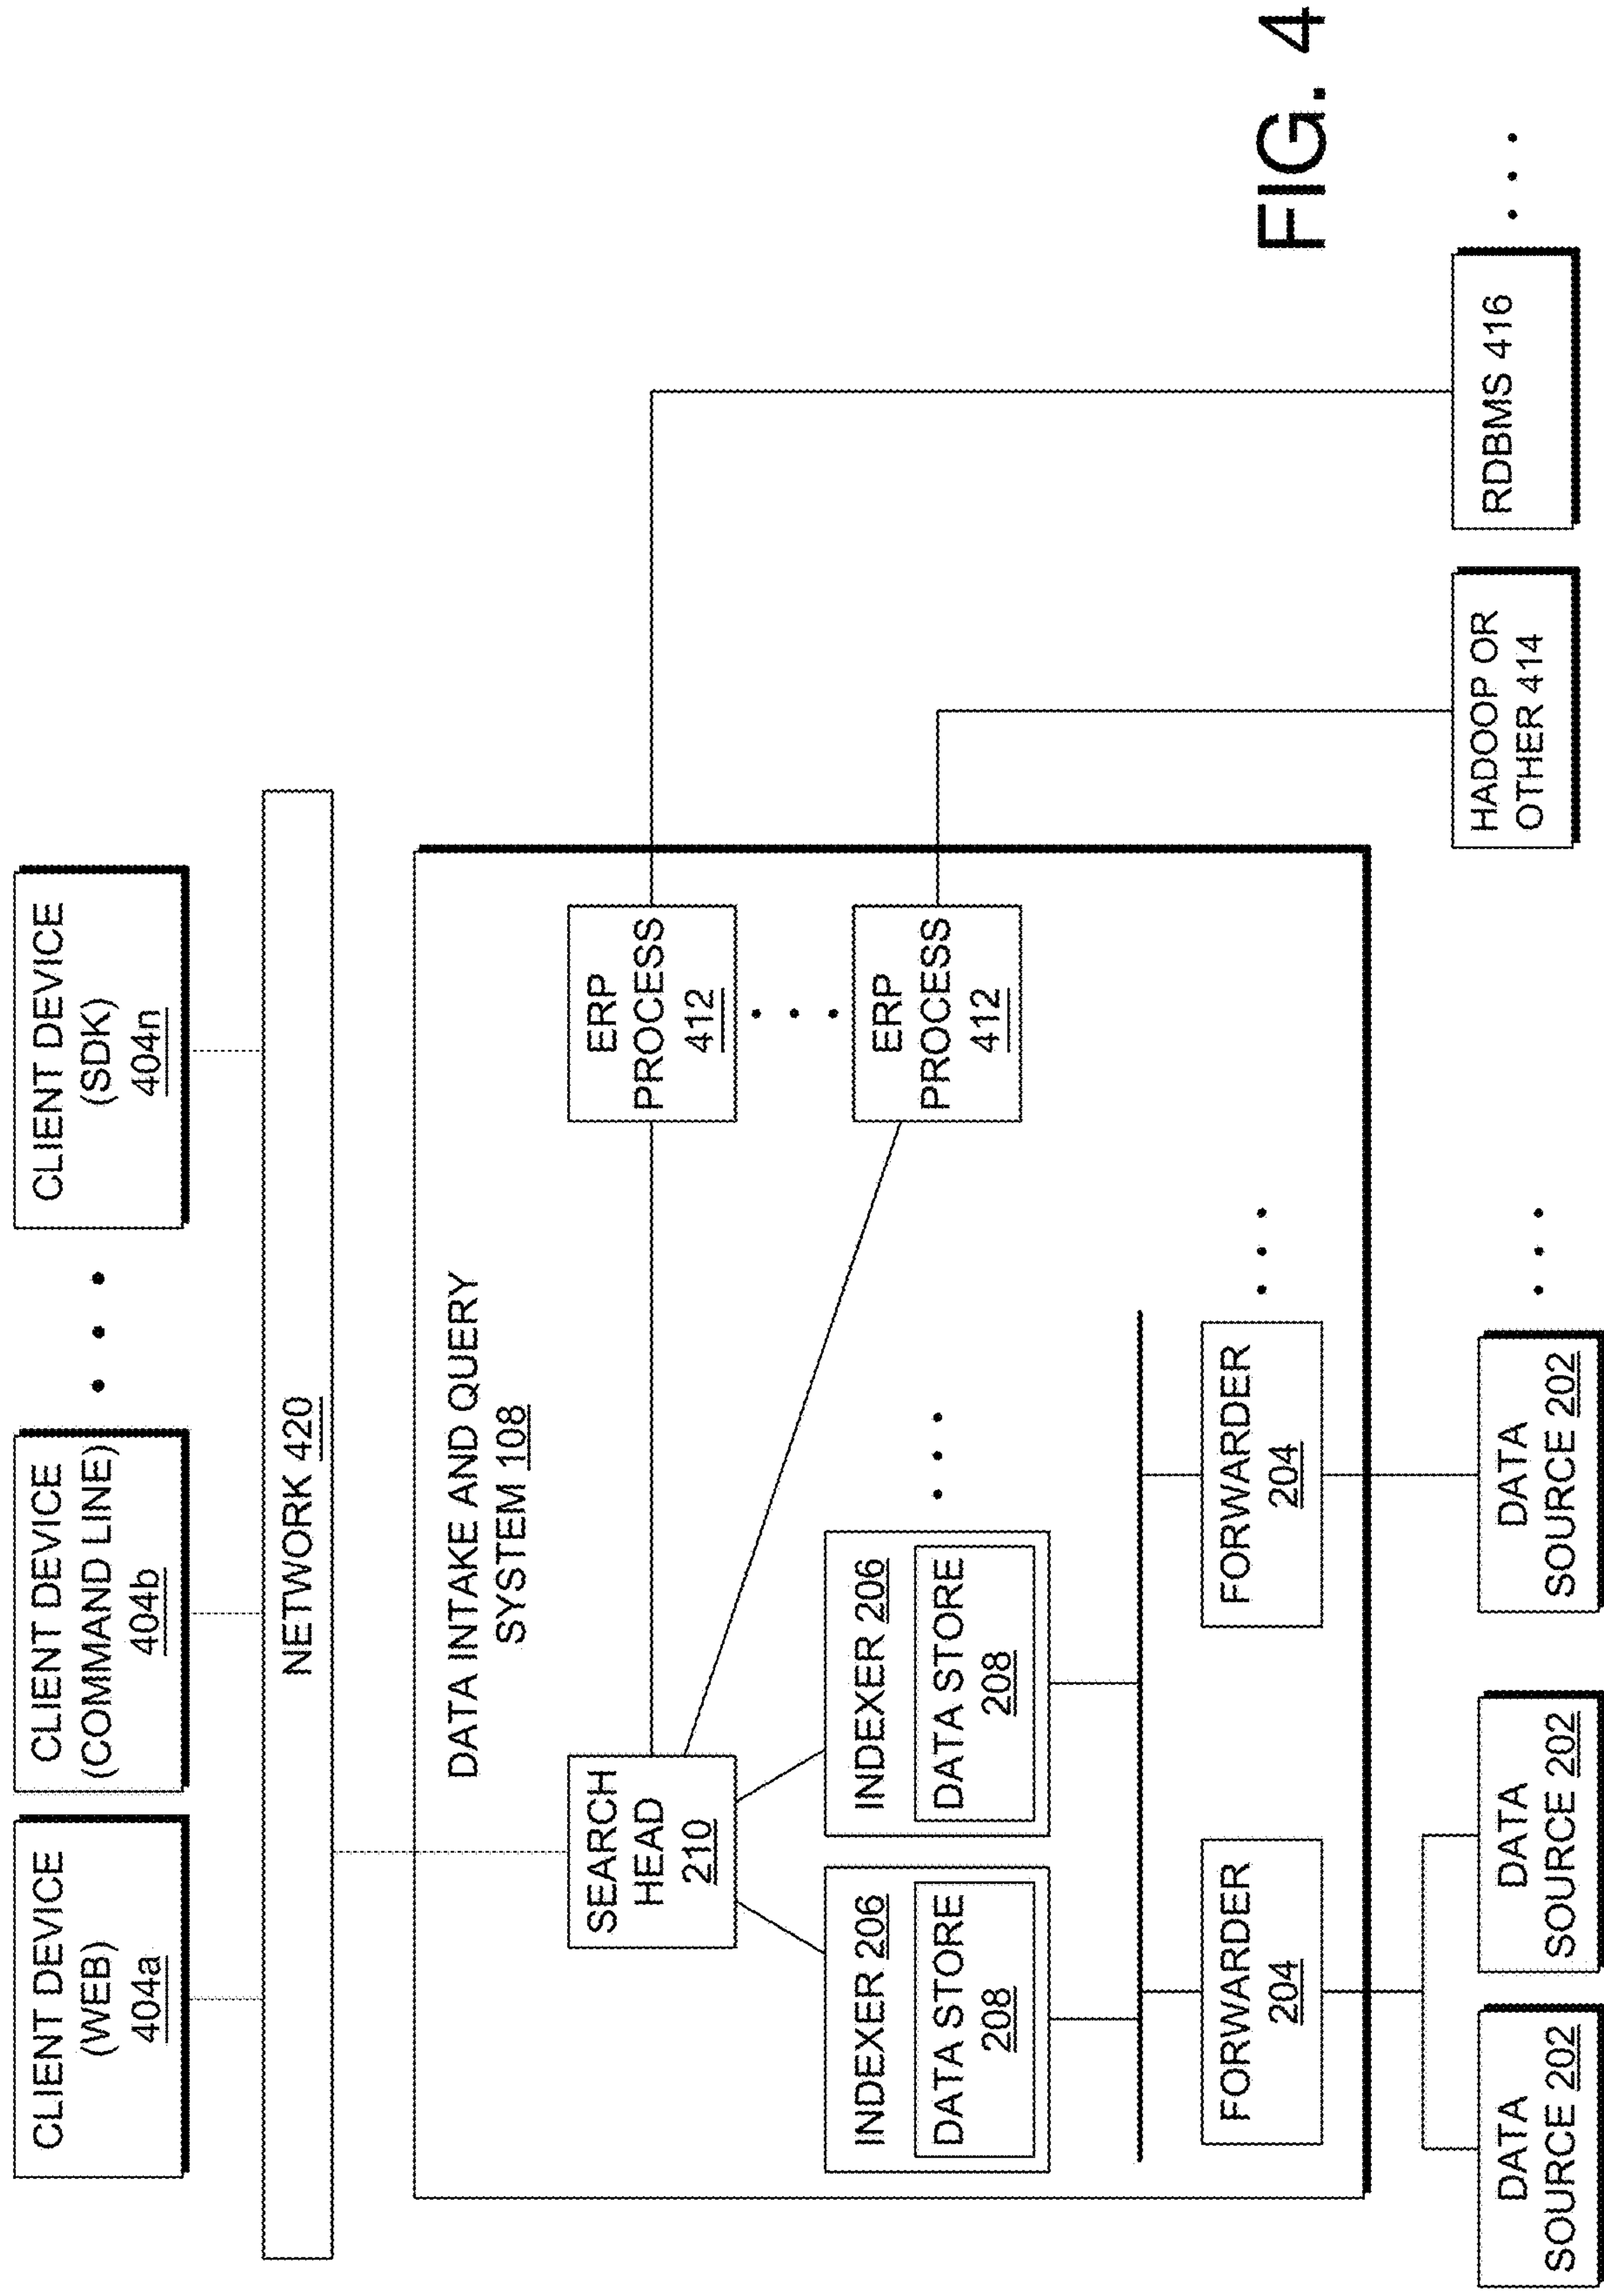 CLIENT DEVICE
(WEB)
404a
CLIENT DEVICE
(COMMAND LINE)
404b
CLIENT DEVICE
(SDK)
404n
NETWORK 420
DATA INTAKE AND QUERY
SYSTEM 108
SEARCH
HEAD
210
ERP
PROCESS
412
ERP
PROCESS
412
INDEXER 206
DATA STORE
208
INDEXER 206
DATA STORE
208
FORWARDER
204
FORWARDER
204
DATA
SOURCE 202
DATA
SOURCE 202
DATA
SOURCE 202
HADOOP OR
OTHER 414
RDBMS 416
FIG. 4